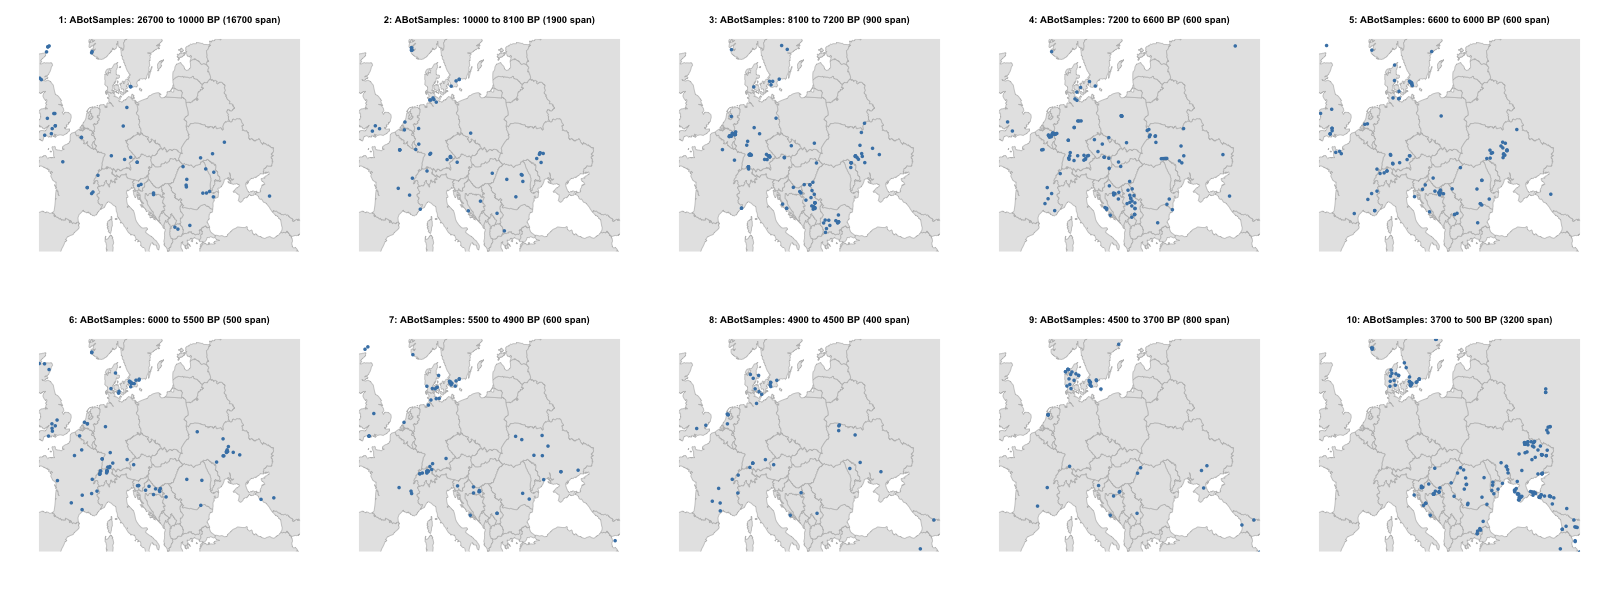 1: ABotSamples: 26700 to 10000 BP (16700 span)
2: ABotSamples: 10000 to 8100 BP (1900 span)
3: ABotSamples: 8100 to 7200 BP (900 span)
4: ABotSamples: 7200 to 6600 BP (600 span)
5: ABotSamples: 6600 to 6000 BP (600 span)
6: ABotSamples: 6000 to 5500 BP (500 span)
7: ABotSamples: 5500 to 4900 BP (600 span)
8: ABotSamples: 4900 to 4500 BP (400 span)
9: ABotSamples: 4500 to 3700 BP (800 span)
10: ABotSamples: 3700 to 500 BP (3200 span)